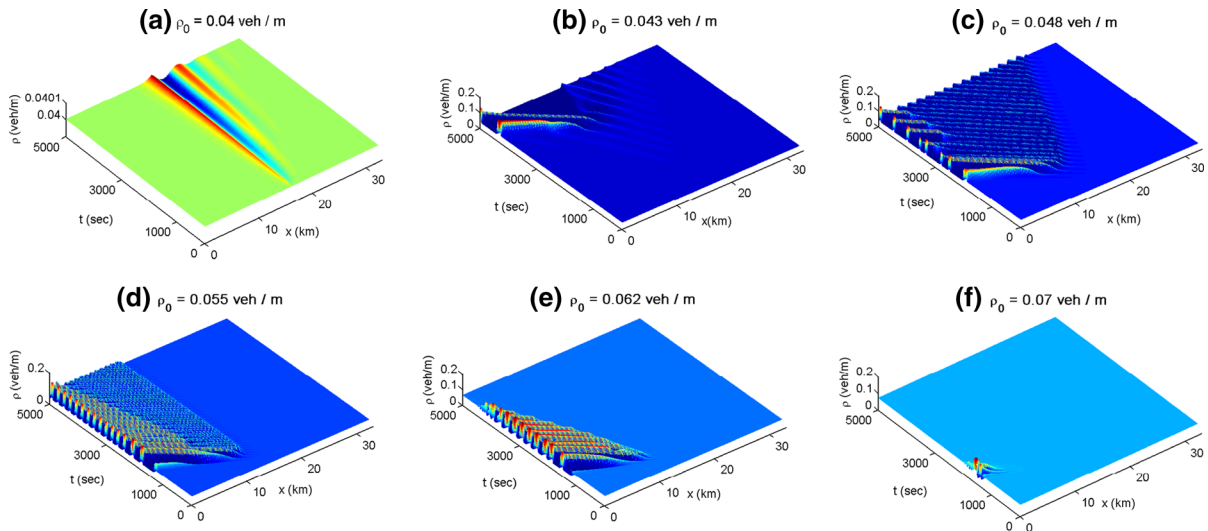 (a) ρ₀ = 0.04 veh / m
0.0401
0.04
ρ (veh/m)
5000
3000
1000
0
t (sec)
0
10
20
30
x (km)
(b) ρ₀ = 0.043 veh / m
0.2
0.1
0
ρ (veh/m)
5000
3000
1000
0
t (sec)
0
10
20
30
x(km)
(c) ρ₀ = 0.048 veh / m
0.2
0.1
0
ρ (veh/m)
5000
3000
1000
0
t (sec)
0
10
20
30
x (km)
(d) ρ₀ = 0.055 veh / m
0.2
0.1
0
ρ (veh/m)
5000
3000
1000
0
t (sec)
0
10
20
30
x (km)
(e) ρ₀ = 0.062 veh / m
0.2
0.1
0
ρ (veh/m)
5000
3000
1000
0
t (sec)
0
10
20
30
x (km)
(f) ρ₀ = 0.07 veh / m
0.2
0.1
0
ρ (veh/m)
5000
3000
1000
0
t (sec)
0
10
20
30
x (km)